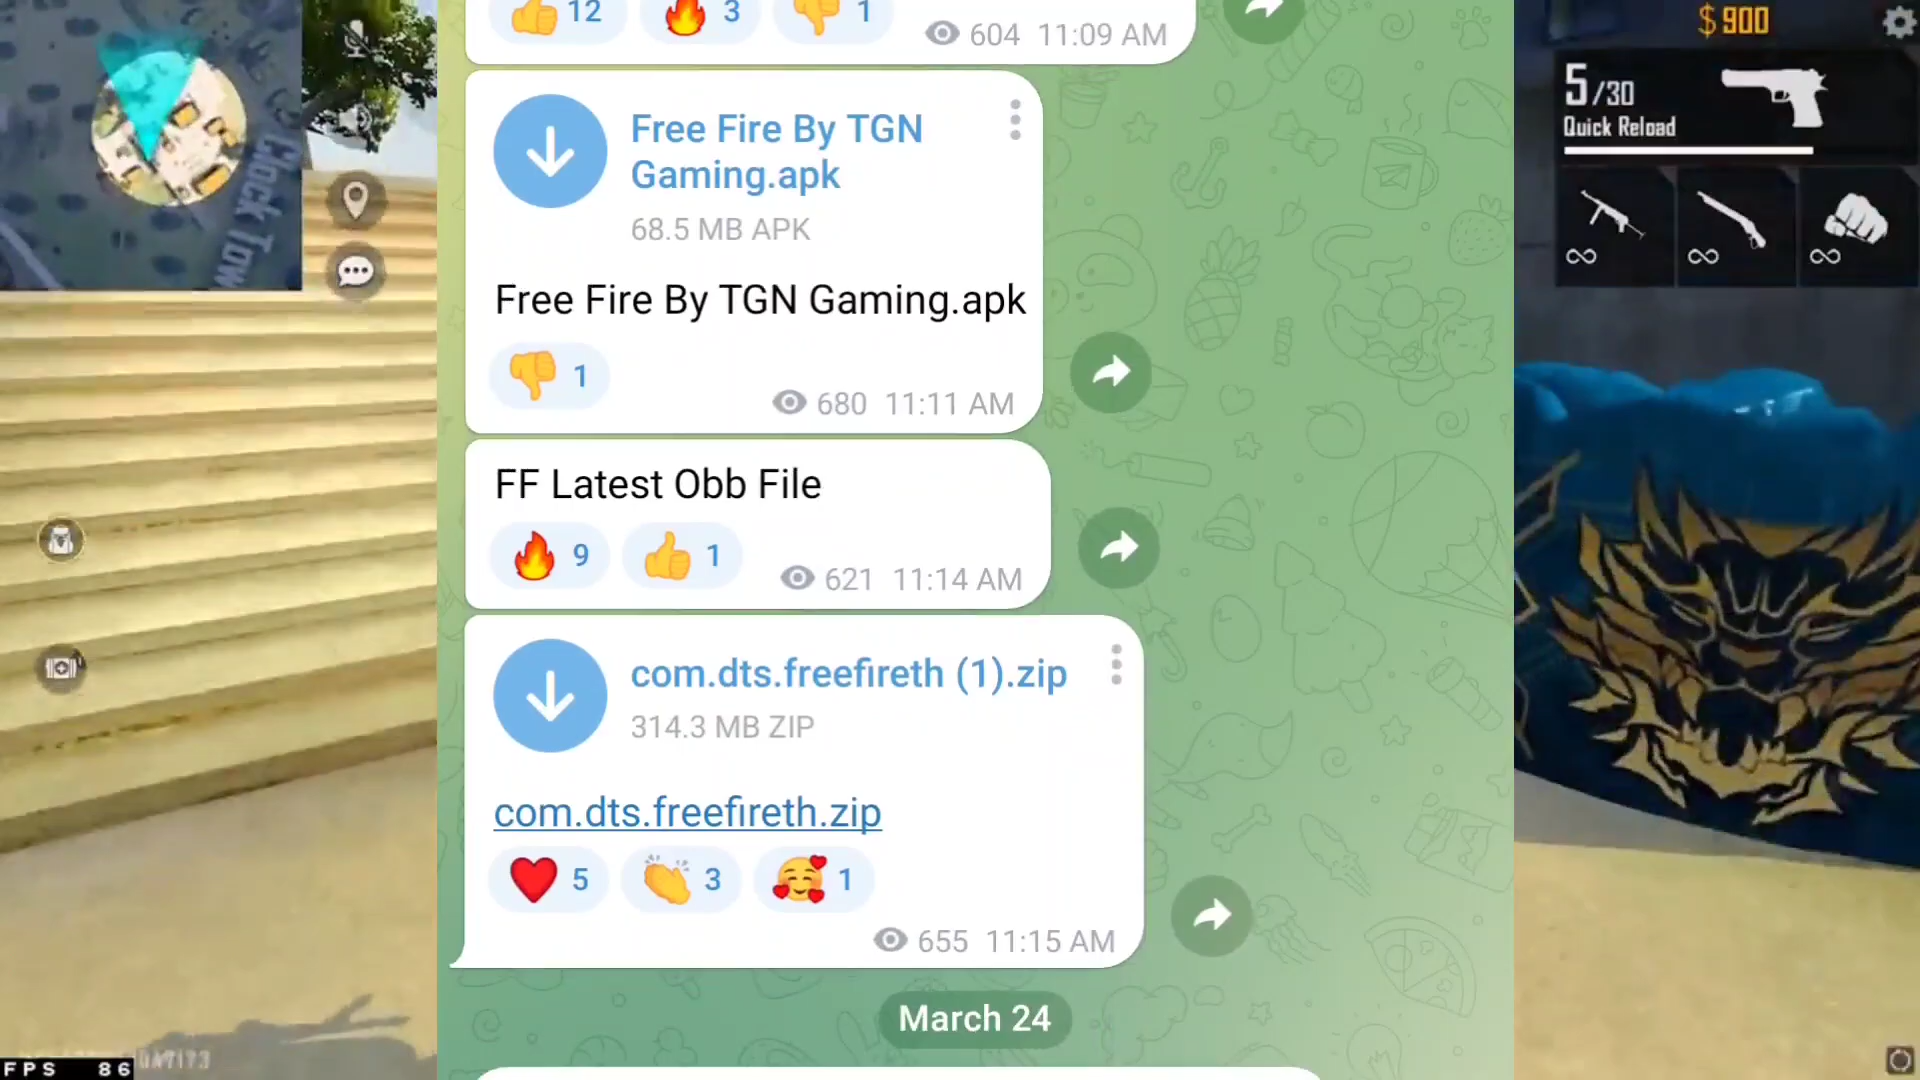 12
3
1
604 11:09 AM
Free Fire By TGN
Gaming.apk
68.5 MB APK
Free Fire By TGN Gaming.apk
1
680 11:11 AM
FF Latest Obb File
9
1
621 11:14 AM
com.dts.freefireth (1).zip
314.3 MB ZIP
com.dts.freefireth.zip
5
3
1
655 11:15 AM
March 24
Clock Tow
FPS 86
$900
5/30
Quick Reload